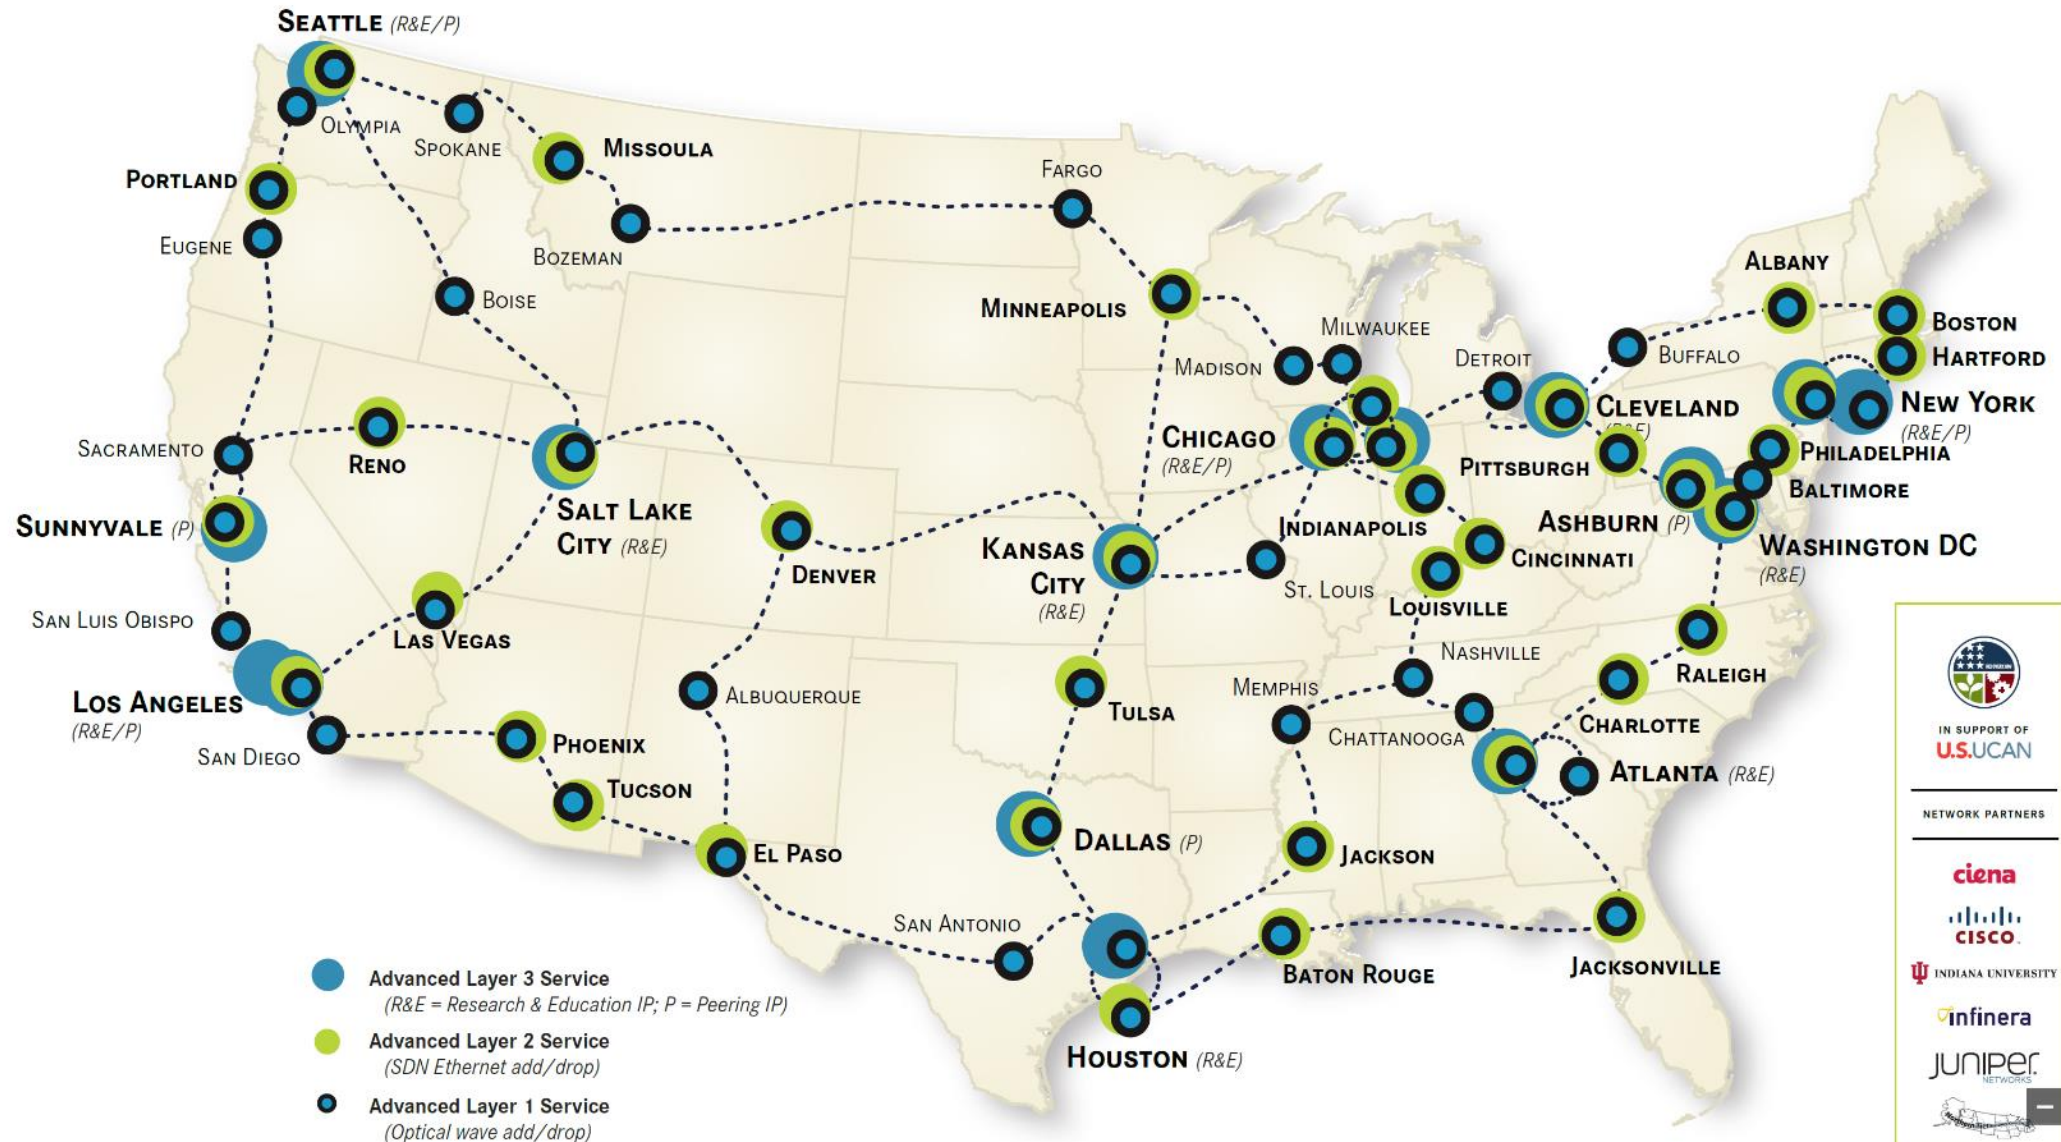 SEATTLE (R&E/P)
OLYMPIA
SPOKANE
MISSOULA
PORTLAND
EUGENE
BOZEMAN
BOISE
FARGO
MINNEAPOLIS
MILWAUKEE
MADISON
DETROIT
ALBANY
BUFFALO
BOSTON
HARTFORD
NEW YORK
(R&E/P)
CLEVELAND
(R&E)
CHICAGO
(R&E/P)
PITTSBURGH
PHILADELPHIA
BALTIMORE
SACRAMENTO
RENO
SUNNYVALE (P)
SALT LAKE
CITY (R&E)
DENVER
KANSAS
CITY
(R&E)
INDIANAPOLIS
ASHBURN (P)
WASHINGTON DC
(R&E)
CINCINNATI
ST. LOUIS
LOUISVILLE
SAN LUIS OBISPO
LAS VEGAS
LOS ANGELES
(R&E/P)
SAN DIEGO
ALBUQUERQUE
TULSA
MEMPHIS
NASHVILLE
RALEIGH
CHARLOTTE
CHATTANOOGA
ATLANTA (R&E)
PHOENIX
TUCSON
EL PASO
DALLAS (P)
JACKSON
SAN ANTONIO
BATON ROUGE
JACKSONVILLE
HOUSTON (R&E)
Advanced Layer 3 Service
(R&E = Research & Education IP; P = Peering IP)
Advanced Layer 2 Service
(SDN Ethernet add/drop)
Advanced Layer 1 Service
(Optical wave add/drop)
IN SUPPORT OF
U.S.UCAN
NETWORK PARTNERS
ciena
CISCO
INDIANA UNIVERSITY
infinera
JUNIPER
NETWORKS